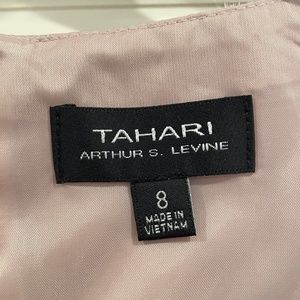 TAHARI
ARTHUR S. LEVINE
8
MADE IN
VIETNAM